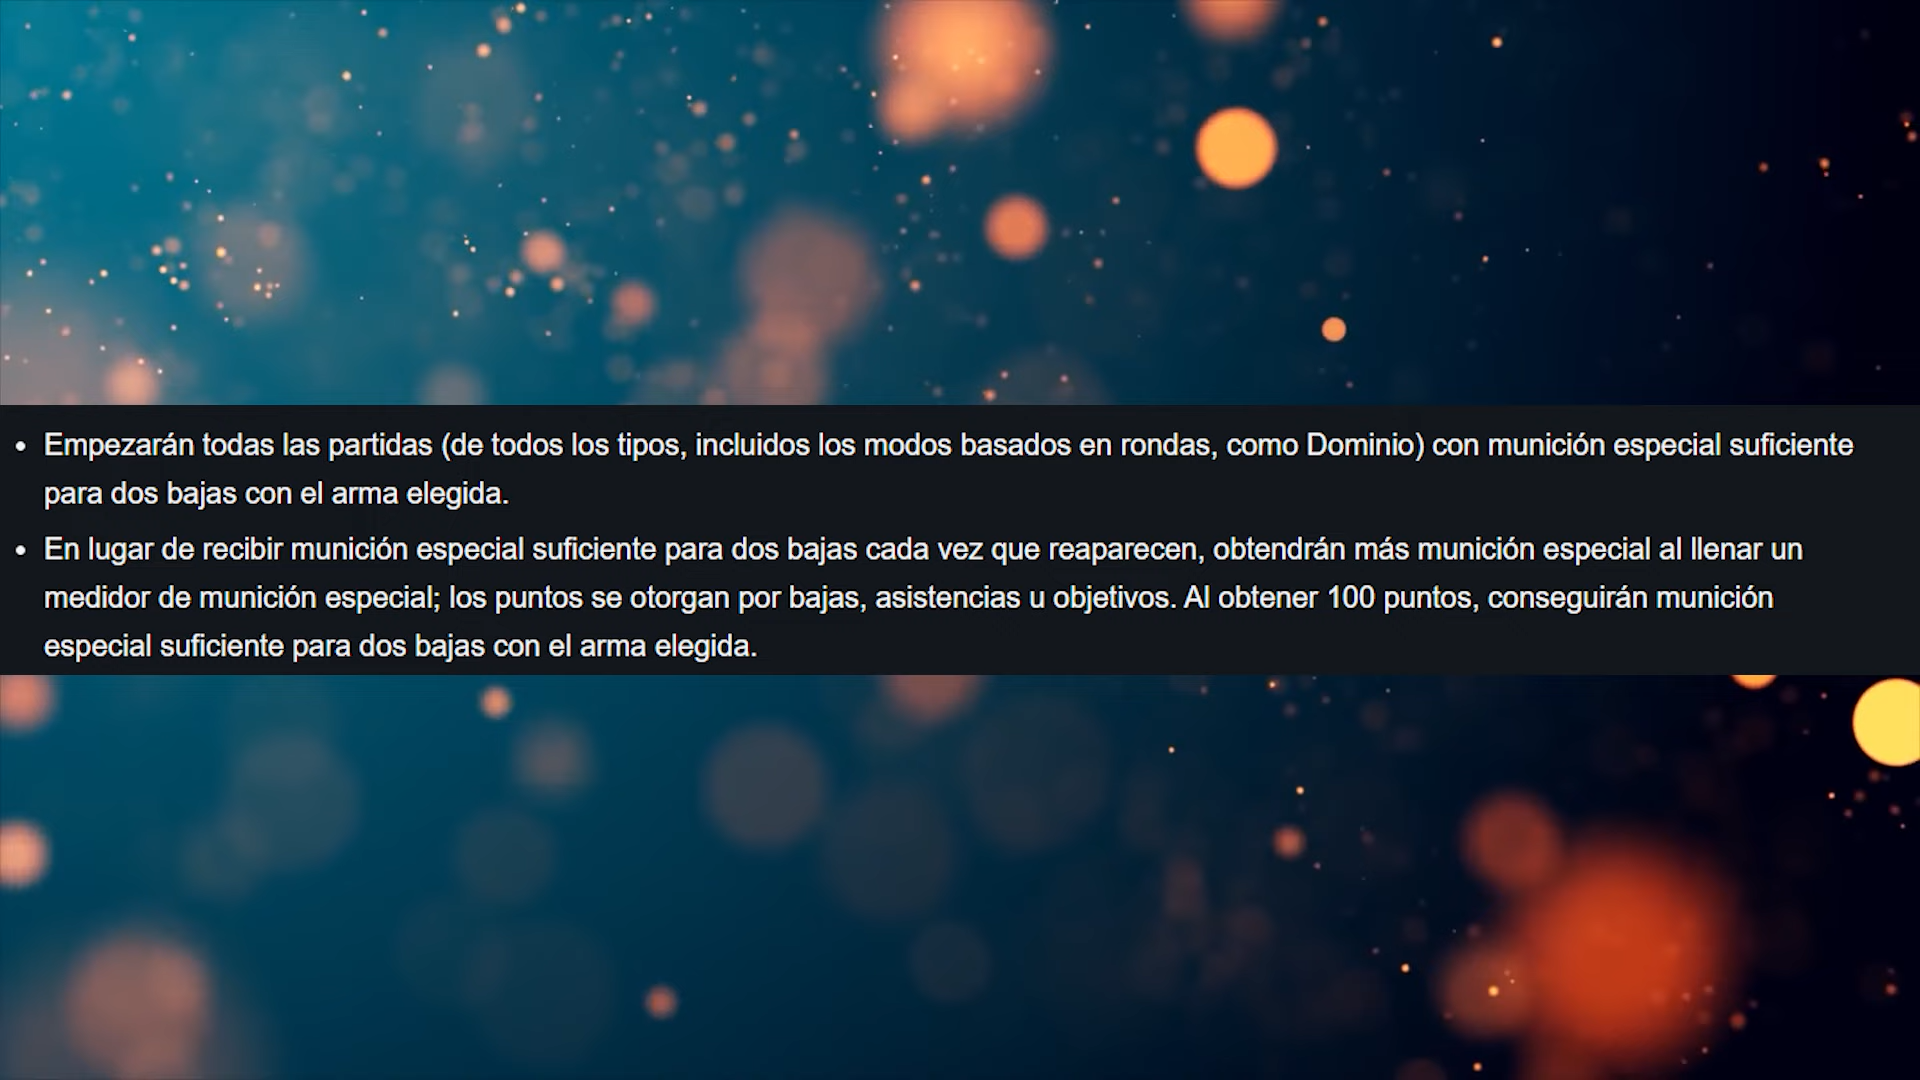 • Empezarán todas las partidas (de todos los tipos, incluidos los modos basados en rondas, como Dominio) con munición especial suficiente
para dos bajas con el arma elegida.
• En lugar de recibir munición especial suficiente para dos bajas cada vez que reaparecen, obtendrán más munición especial al llenar un
medidor de munición especial; los puntos se otorgan por bajas, asistencias u objetivos. Al obtener 100 puntos, conseguirán munición
especial suficiente para dos bajas con el arma elegida.